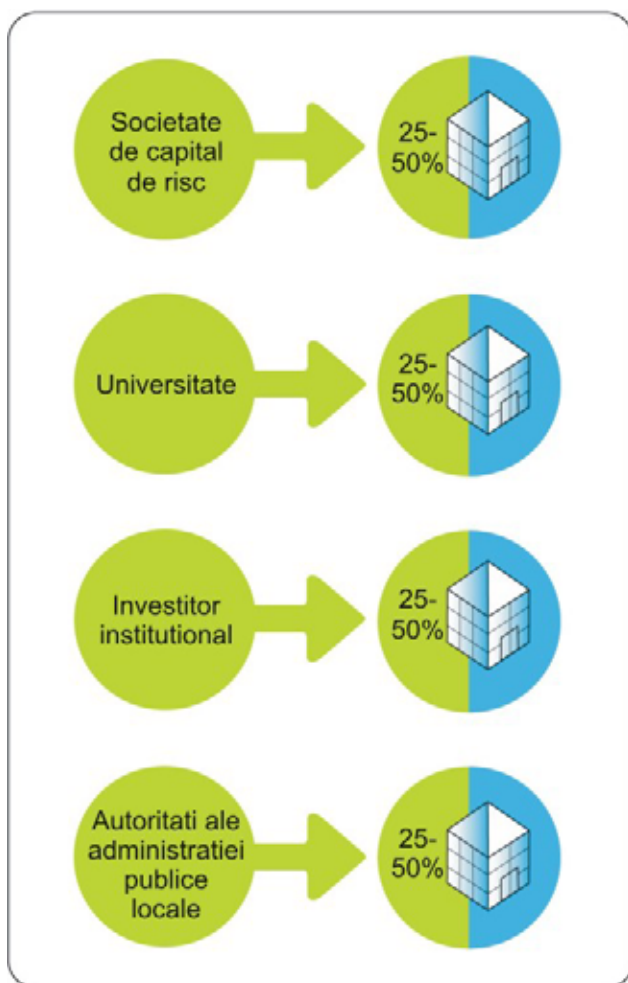 Societate
de capital
de risc
25-
50%
Universitate
25-
50%
Investitor
institutional
25-
50%
Autoritati ale
administratiei
publice
locale
25-
50%